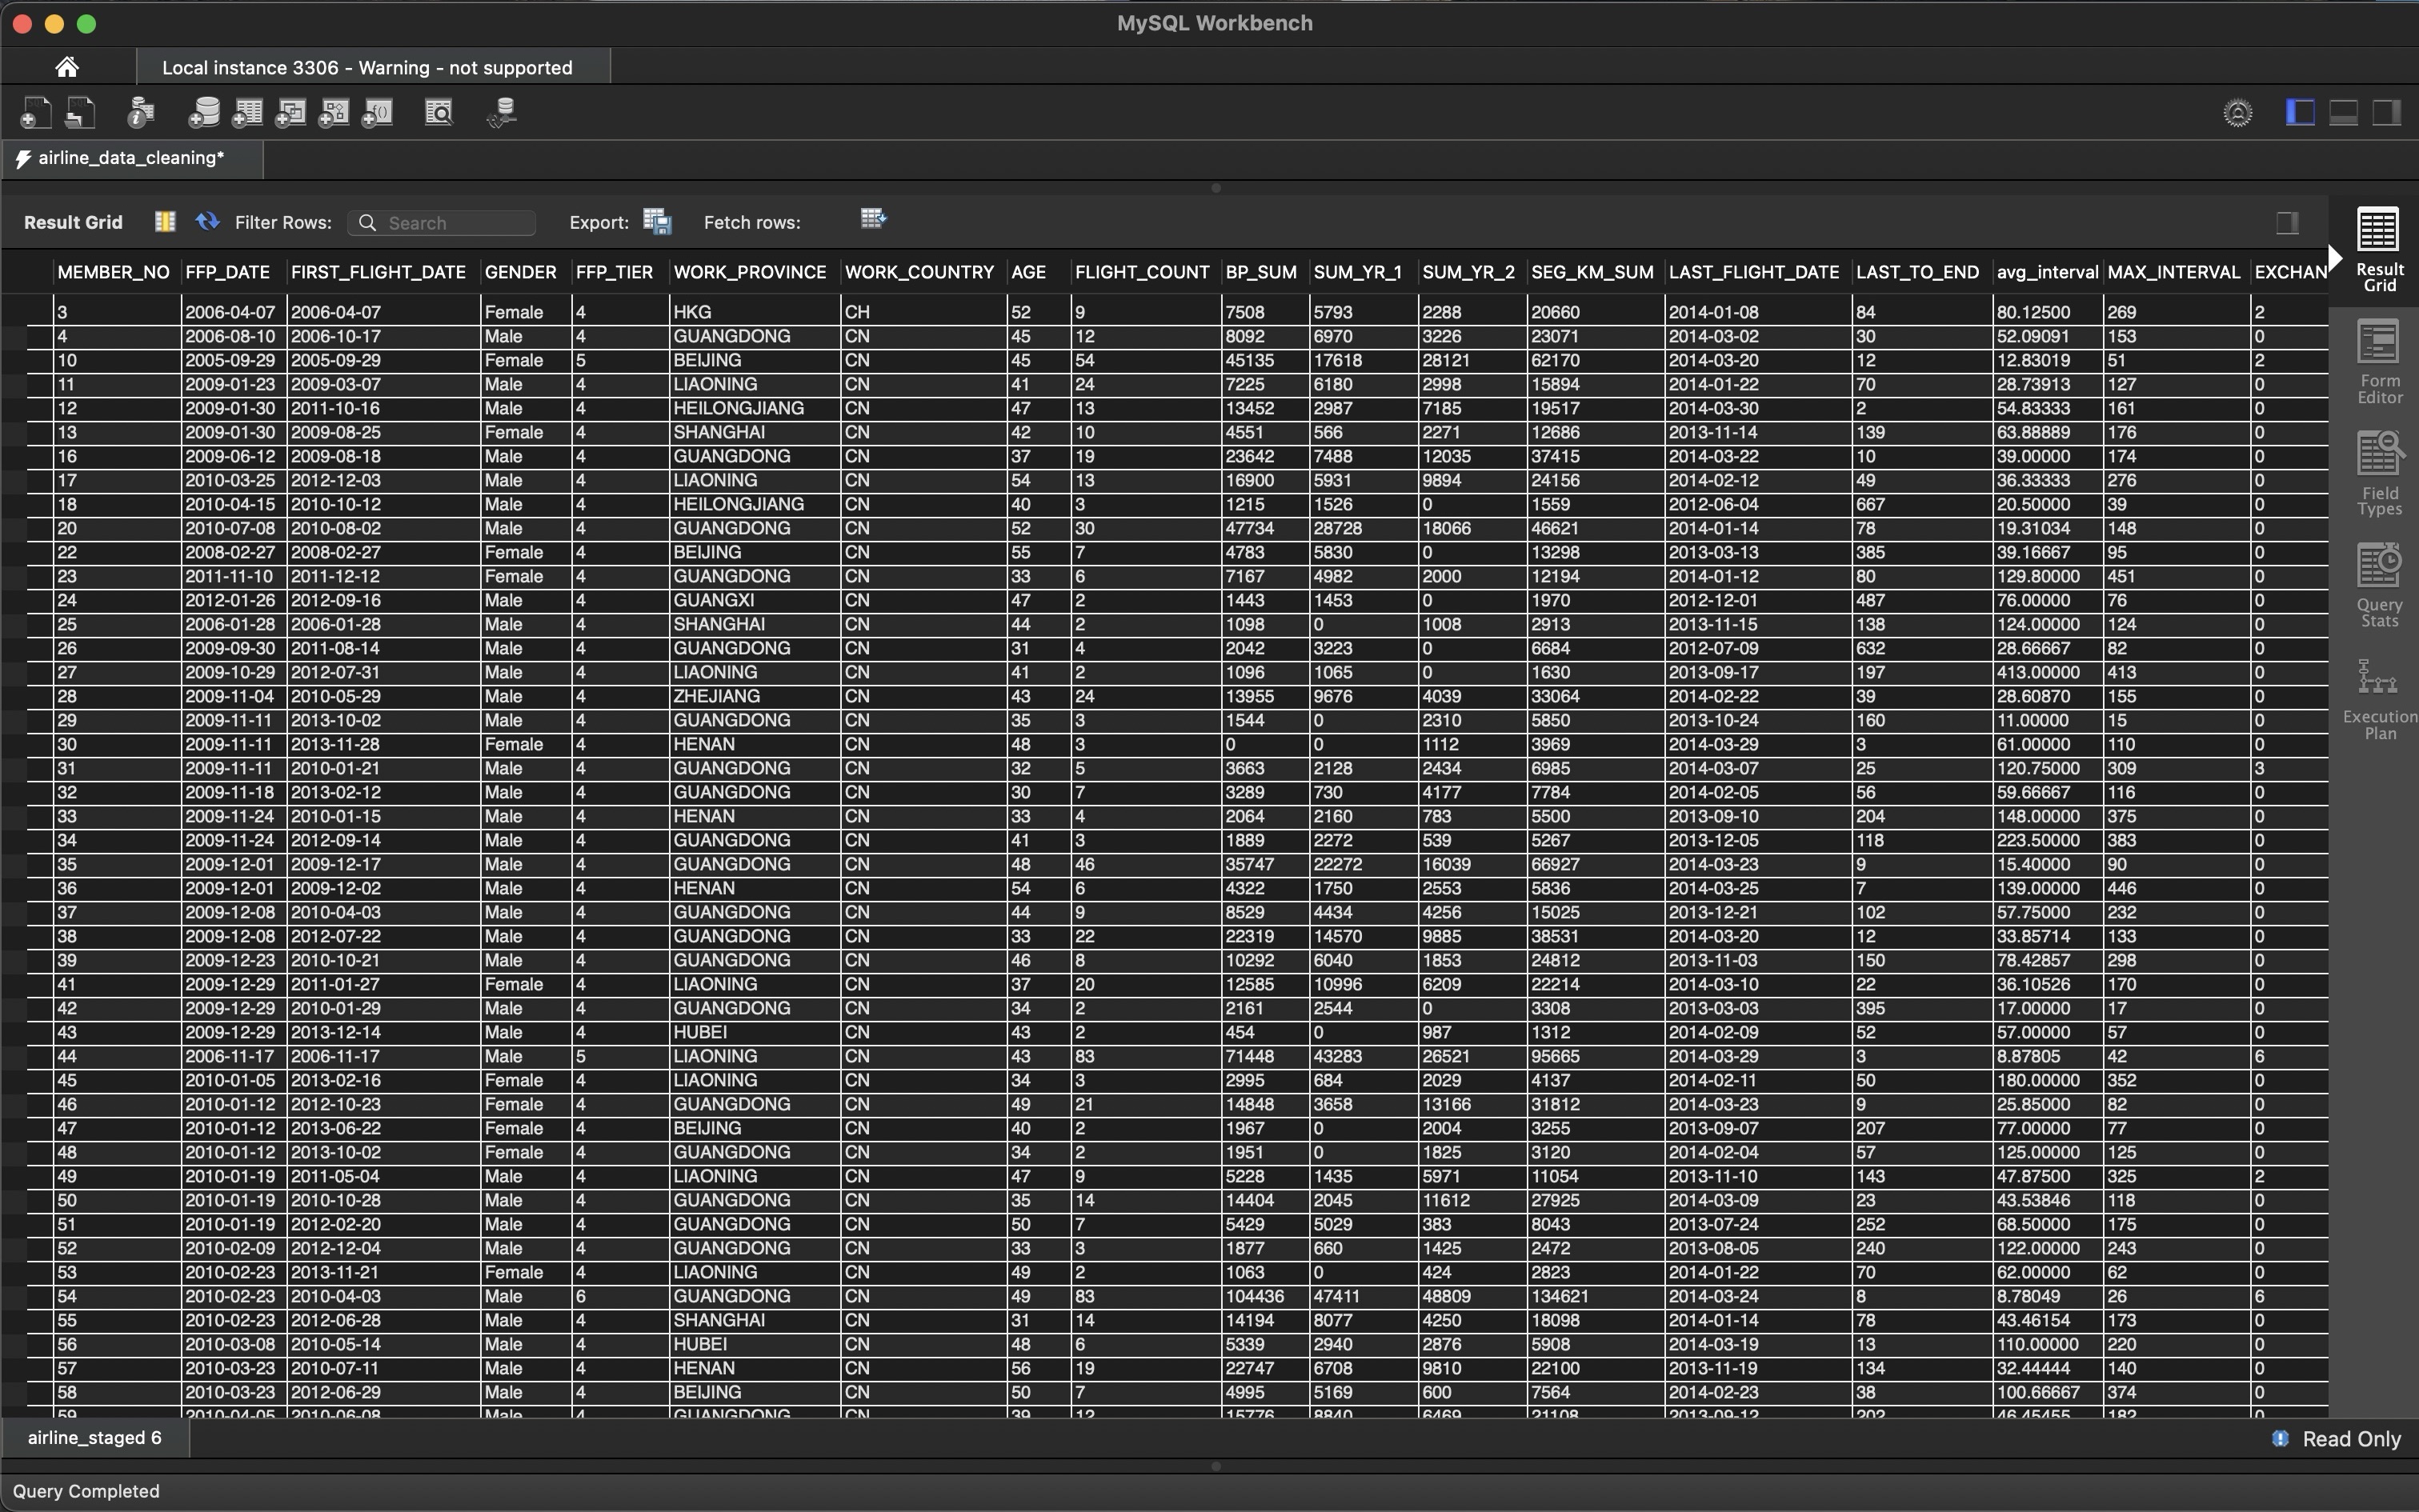 MySQL Workbench
Local instance 3306 - Warning - not supported
airline_data_cleaning*
Result Grid Filter Rows: Search Export: Fetch rows:
MEMBER_NO FFP_DATE FIRST_FLIGHT_DATE GENDER FFP_TIER WORK_PROVINCE WORK_COUNTRY AGE FLIGHT_COUNT BP_SUM SUM_YR_1 SUM_YR_2 SEG_KM_SUM LAST_FLIGHT_DATE LAST_TO_END avg_interval MAX_INTERVAL EXCHAN
3 2006-04-07 2006-04-07 Female 4 HKG CH 52 9 7508 5793 2288 20660 2014-01-08 84 80.12500 269 2
4 2006-08-10 2006-10-17 Male 4 GUANGDONG CN 45 12 8092 6970 3226 23071 2014-03-02 30 52.09091 153 0
10 2005-09-29 2005-09-29 Female 5 BEIJING CN 45 54 45135 17618 28121 62170 2014-03-20 12 12.83019 51 2
11 2009-01-23 2009-03-07 Male 4 LIAONING CN 41 24 7225 6180 2998 15894 2014-01-22 70 28.73913 127 0
12 2009-01-30 2011-10-16 Male 4 HEILONGJIANG CN 47 13 13452 2987 7185 19517 2014-03-30 2 54.83333 161 0
13 2009-01-30 2009-08-25 Female 4 SHANGHAI CN 42 10 4551 566 2271 12686 2013-11-14 139 63.88889 176 0
16 2009-06-12 2009-08-18 Male 4 GUANGDONG CN 37 19 23642 7488 12035 37415 2014-03-22 10 39.00000 174 0
17 2010-03-25 2012-12-03 Male 4 LIAONING CN 54 13 16900 5931 9894 24156 2014-02-12 49 36.33333 276 0
18 2010-04-15 2010-10-12 Male 4 HEILONGJIANG CN 40 3 1215 1526 0 1559 2012-06-04 667 20.50000 39 0
20 2010-07-08 2010-08-02 Male 4 GUANGDONG CN 52 30 47734 28728 18066 46621 2014-01-14 78 19.31034 148 0
22 2008-02-27 2008-02-27 Female 4 BEIJING CN 55 7 4783 5830 0 13298 2013-03-13 385 39.16667 95 0
23 2011-11-10 2011-12-12 Female 4 GUANGDONG CN 33 6 7167 4982 2000 12194 2014-01-12 80 129.80000 451 0
24 2012-01-26 2012-09-16 Male 4 GUANGXI CN 47 2 1443 1453 0 1970 2012-12-01 487 76.00000 76 0
25 2006-01-28 2006-01-28 Male 4 SHANGHAI CN 44 2 1098 0 1008 2913 2013-11-15 138 124.00000 124 0
26 2009-09-30 2011-08-14 Male 4 GUANGDONG CN 31 4 2042 3223 0 6684 2012-07-09 632 28.66667 82 0
27 2009-10-29 2012-07-31 Male 4 LIAONING CN 41 2 1096 1065 0 1630 2013-09-17 197 413.00000 413 0
28 2009-11-04 2010-05-29 Male 4 ZHEJIANG CN 43 24 13955 9676 4039 33064 2014-02-22 39 28.60870 155 0
29 2009-11-11 2013-10-02 Male 4 GUANGDONG CN 35 3 1544 0 2310 5850 2013-10-24 160 11.00000 15 0
30 2009-11-11 2013-11-28 Female 4 HENAN CN 48 3 0 0 1112 3969 2014-03-29 3 61.00000 110 0
31 2009-11-11 2010-01-21 Male 4 GUANGDONG CN 32 5 3663 2128 2434 6985 2014-03-07 25 120.75000 309 3
32 2009-11-18 2013-02-12 Male 4 GUANGDONG CN 30 7 3289 730 4177 7784 2014-02-05 56 59.66667 116 0
33 2009-11-24 2010-01-15 Male 4 HENAN CN 33 4 2064 2160 783 5500 2013-09-10 204 148.00000 375 0
34 2009-11-24 2012-09-14 Male 4 GUANGDONG CN 41 3 1889 2272 539 5267 2013-12-05 118 223.50000 383 0
35 2009-12-01 2009-12-17 Male 4 GUANGDONG CN 48 46 35747 22272 16039 66927 2014-03-23 9 15.40000 90 0
36 2009-12-01 2009-12-02 Male 4 HENAN CN 54 6 4322 1750 2553 5836 2014-03-25 7 139.00000 446 0
37 2009-12-08 2010-04-03 Male 4 GUANGDONG CN 44 9 8529 4434 4256 15025 2013-12-21 102 57.75000 232 0
38 2009-12-08 2012-07-22 Male 4 GUANGDONG CN 33 22 22319 14570 9885 38531 2014-03-20 12 33.85714 133 0
39 2009-12-23 2010-10-21 Male 4 GUANGDONG CN 46 8 10292 6040 1853 24812 2013-11-03 150 78.42857 298 0
41 2009-12-29 2011-01-27 Female 4 LIAONING CN 37 20 12585 10996 6209 22214 2014-03-10 22 36.10526 170 0
42 2009-12-29 2010-01-29 Male 4 GUANGDONG CN 34 2 2161 2544 0 3308 2013-03-03 395 17.00000 17 0
43 2009-12-29 2013-12-14 Male 4 HUBEI CN 43 2 454 0 987 1312 2014-02-09 52 57.00000 57 0
44 2006-11-17 2006-11-17 Male 5 LIAONING CN 43 83 71448 43283 26521 95665 2014-03-29 3 8.87805 42 6
45 2010-01-05 2013-02-16 Female 4 LIAONING CN 34 3 2995 684 2029 4137 2014-02-11 50 180.00000 352 0
46 2010-01-12 2012-10-23 Female 4 GUANGDONG CN 49 21 14848 3658 13166 31812 2014-03-23 9 25.85000 82 0
47 2010-01-12 2013-06-22 Female 4 BEIJING CN 40 2 1967 0 2004 3255 2013-09-07 207 77.00000 77 0
48 2010-01-12 2013-10-02 Female 4 GUANGDONG CN 34 2 1951 0 1825 3120 2014-02-04 57 125.00000 125 0
49 2010-01-19 2011-05-04 Male 4 LIAONING CN 47 9 5228 1435 5971 11054 2013-11-10 143 47.87500 325 2
50 2010-01-19 2010-10-28 Male 4 GUANGDONG CN 35 14 14404 2045 11612 27925 2014-03-09 23 43.53846 118 0
51 2010-01-19 2012-02-20 Male 4 GUANGDONG CN 50 7 5429 5029 383 8043 2013-07-24 252 68.50000 175 0
52 2010-02-09 2012-12-04 Male 4 GUANGDONG CN 33 3 1877 660 1425 2472 2013-08-05 240 122.00000 243 0
53 2010-02-23 2013-11-21 Female 4 LIAONING CN 49 2 1063 0 424 2823 2014-01-22 70 62.00000 62 0
54 2010-02-23 2010-04-03 Male 6 GUANGDONG CN 49 83 104436 47411 48809 134621 2014-03-24 8 8.78049 26 6
55 2010-02-23 2012-06-28 Male 4 SHANGHAI CN 31 14 14194 8077 4250 18098 2014-01-14 78 43.46154 173 0
56 2010-03-08 2010-05-14 Male 4 HUBEI CN 48 6 5339 2940 2876 5908 2014-03-19 13 110.00000 220 0
57 2010-03-23 2010-07-11 Male 4 HENAN CN 56 19 22747 6708 9810 22100 2013-11-19 134 32.44444 140 0
58 2010-03-23 2012-06-29 Male 4 BEIJING CN 50 7 4995 5169 600 7564 2014-02-23 38 100.66667 374 0
59 2010-04-05 2010-06-08 Male 4 GUANGDONG CN 39 12 15776 8840 6469 21108 2013-09-12 202 46.45455 182 0
Result
Grid
Form
Editor
Field
Types
Query
Stats
Execution
Plan
airline_staged 6
Read Only
Query Completed